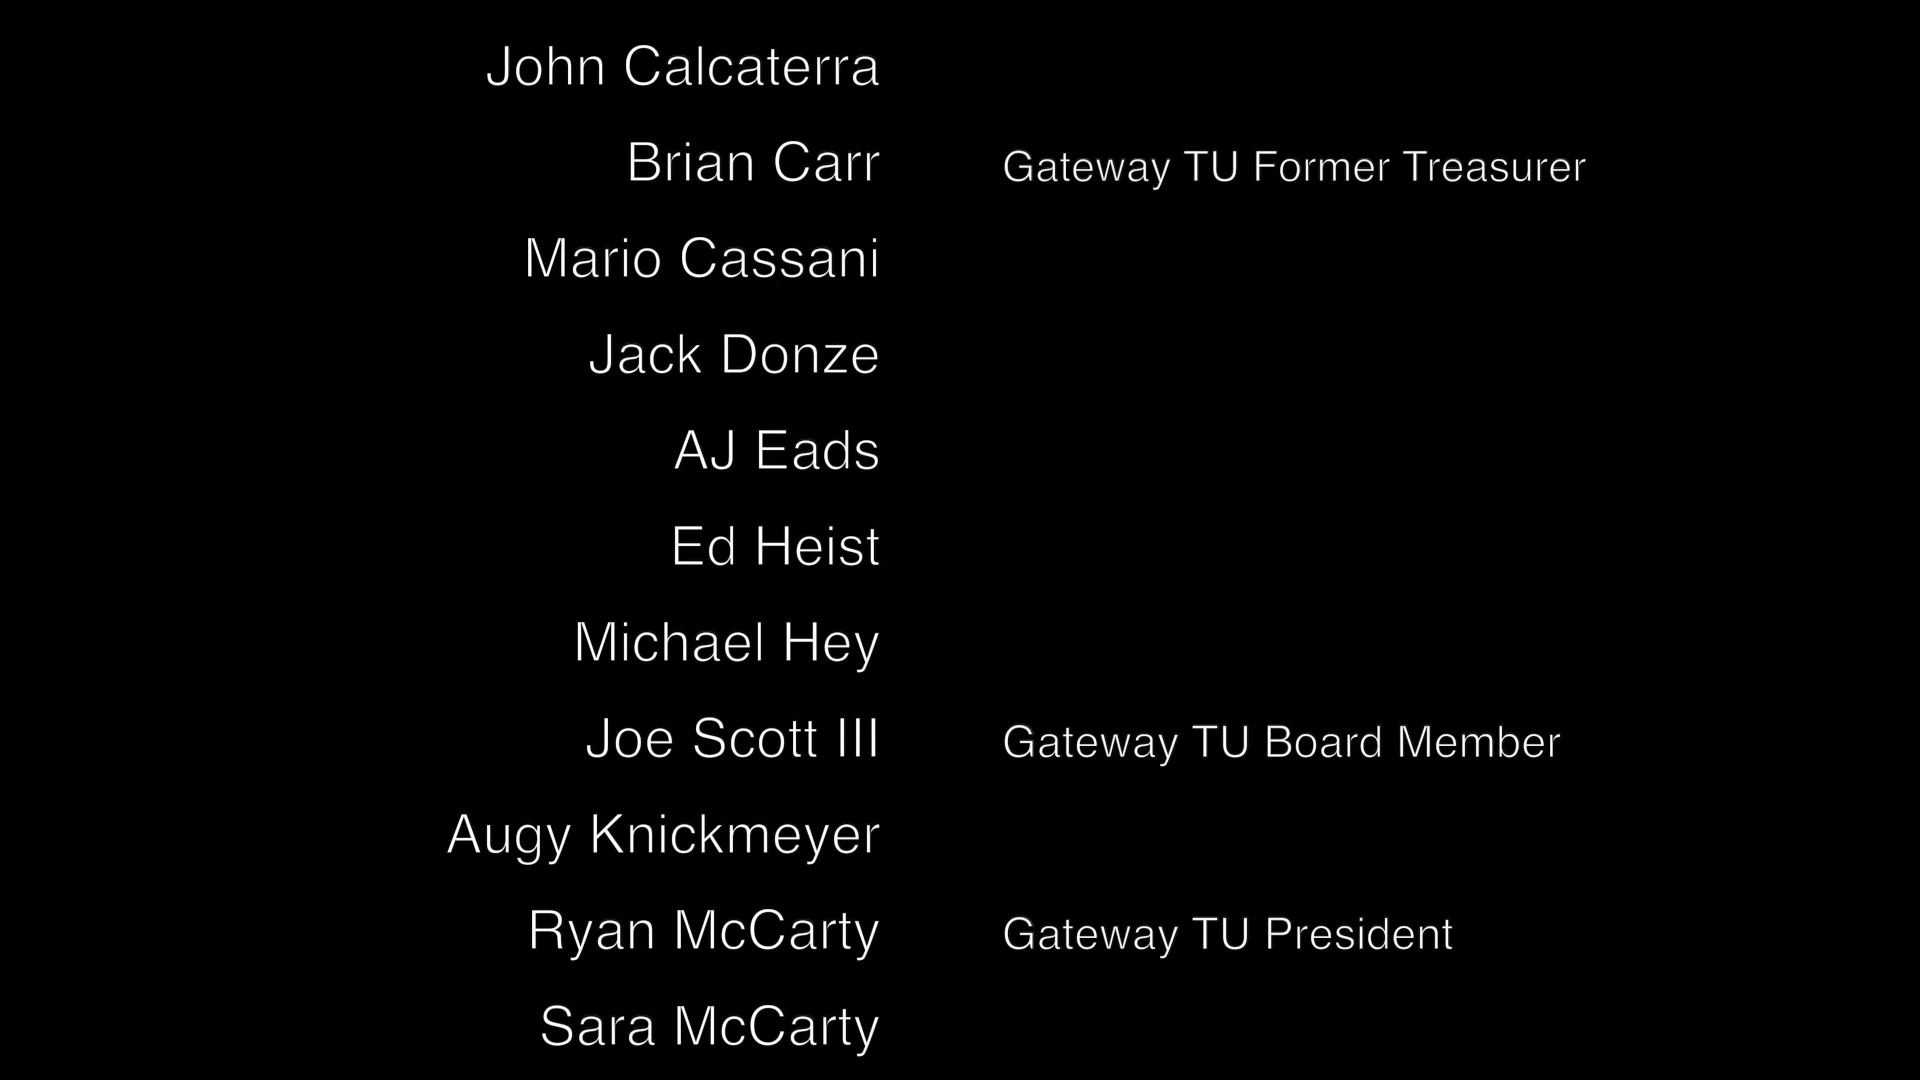 John Calcaterra
Brian Carr Gateway TU Former Treasurer
Mario Cassani
Jack Donze
AJ Eads
Ed Heist
Michael Hey
Joe Scott III Gateway TU Board Member
Augy Knickmeyer
Ryan McCarty Gateway TU President
Sara McCarty